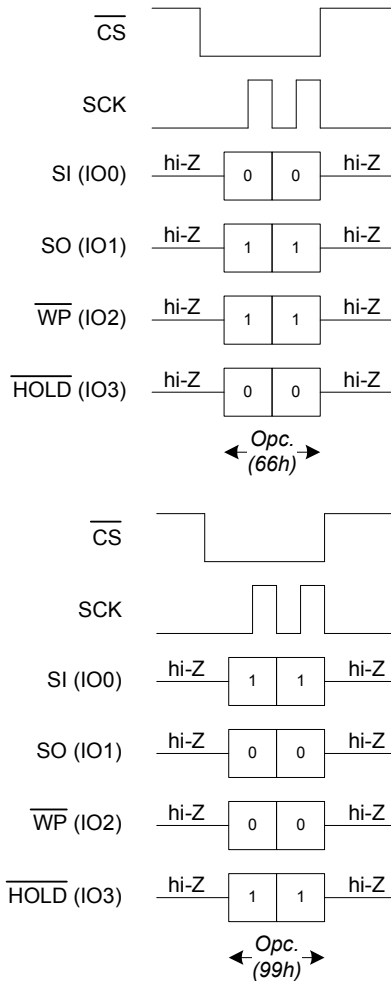 CS
SCK
SI (IO0) hi-Z 0 0 hi-Z
SO (IO1) hi-Z 1 1 hi-Z
WP (IO2) hi-Z 1 1 hi-Z
HOLD (IO3) hi-Z 0 0 hi-Z
Opc.
(66h)
CS
SCK
SI (IO0) hi-Z 1 1 hi-Z
SO (IO1) hi-Z 0 0 hi-Z
WP (IO2) hi-Z 0 0 hi-Z
HOLD (IO3) hi-Z 1 1 hi-Z
Opc.
(99h)